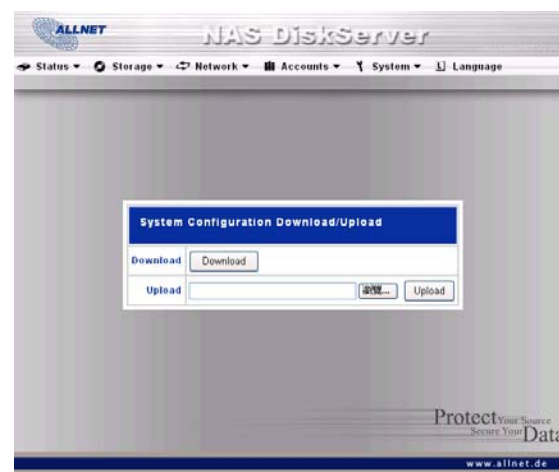 ALLNET
NAS DiskServer
Status Storage Network Accounts System Language
System Configuration Download/Upload
Download Download
Upload Upload
Protect Your Source
Secure Your Data
www.allnet.de